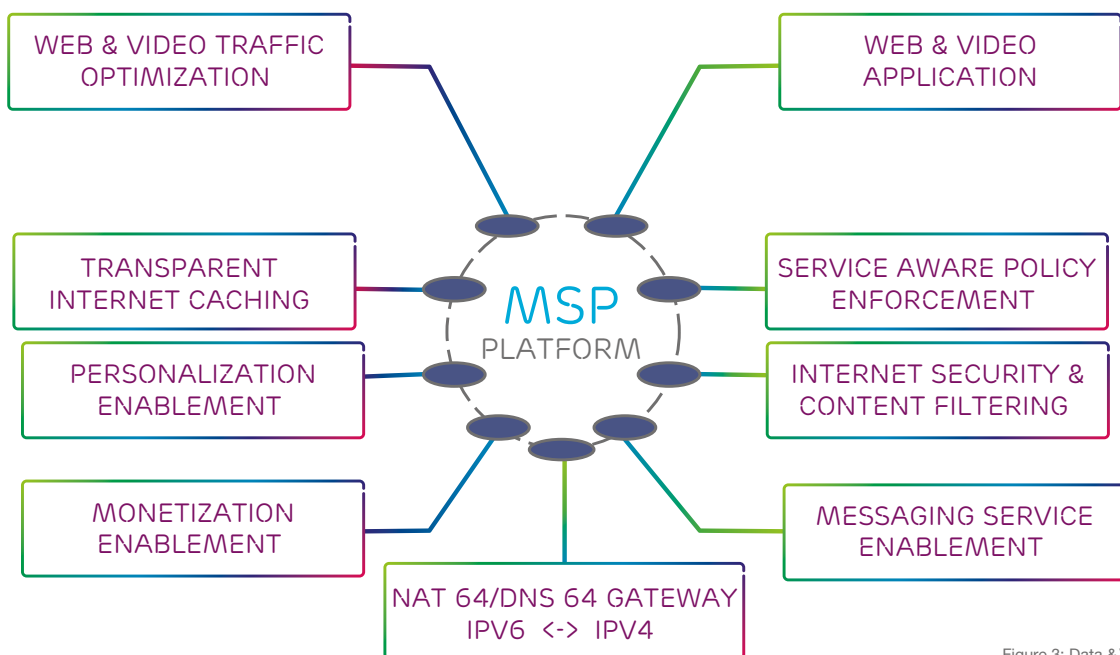 WEB & VIDEO TRAFFIC
OPTIMIZATION
WEB & VIDEO
APPLICATION
TRANSPARENT
INTERNET CACHING
SERVICE AWARE POLICY
ENFORCEMENT
MSP
PLATFORM
PERSONALIZATION
ENABLEMENT
INTERNET SECURITY &
CONTENT FILTERING
MONETIZATION
ENABLEMENT
MESSAGING SERVICE
ENABLEMENT
NAT 64/DNS 64 GATEWAY
IPV6 <-> IPV4
Figure 3: Data &